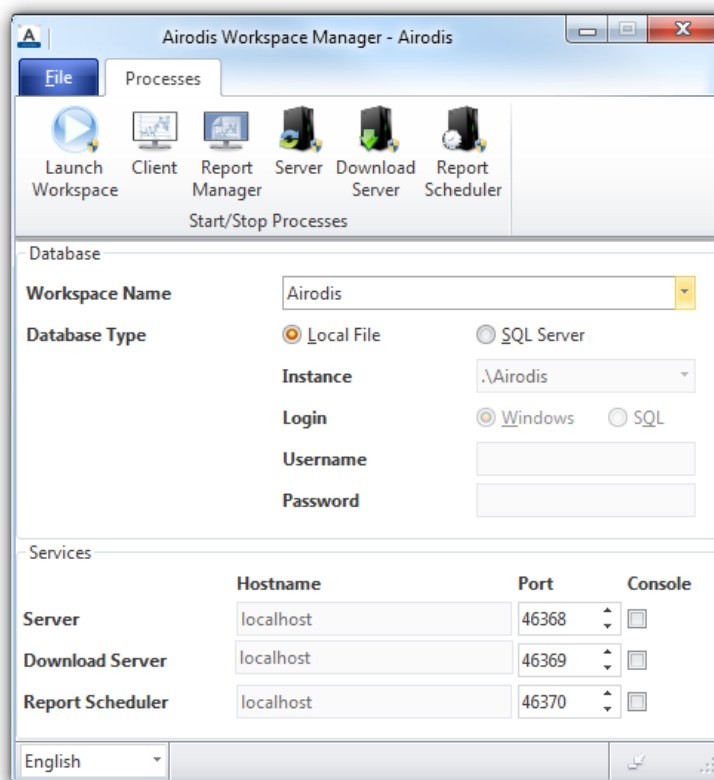 A
Airodis Workspace Manager - Airodis
File Processes
Launch Workspace
Client
Report Manager
Server
Download Server
Report Scheduler
Start/Stop Processes
Database
Workspace Name Airodis
Database Type Local File SQL Server
Instance .\Airodis
Login Windows SQL
Username
Password
Services
Hostname Port Console
Server localhost 46368
Download Server localhost 46369
Report Scheduler localhost 46370
English